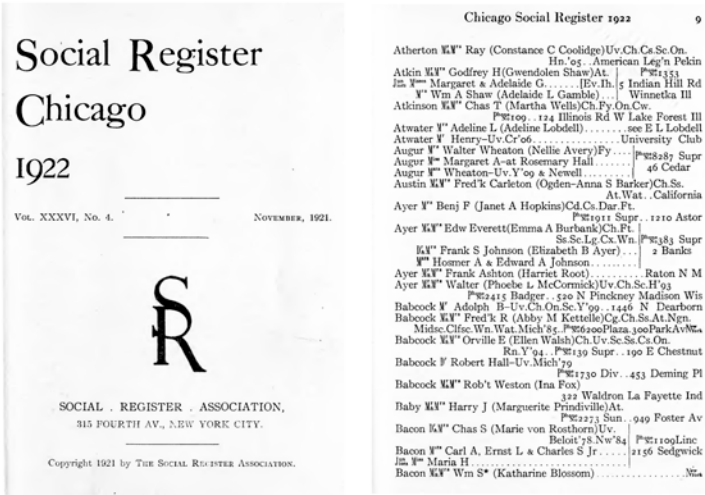 Social Register
Chicago
1922
VOL. XXXVI, No. 4.
NOVEMBER, 1921.
SR
SOCIAL . REGISTER . ASSOCIATION,
315 FOURTH AV., NEW YORK CITY.
Copyright 1921 by THE SOCIAL REGISTER ASSOCIATION.
Chicago Social Register 1922 9
Atherton Ray (Constance C Coolidge)Uv.Ch.Cs.Sc.On.
Hn.'05..American Leg'n Pekin
Atkin Godfrey H(Gwendolen Shaw)At. 1353
Margaret & Adelaide G.......[Ev.Ih. 5 Indian Hill Rd
Wm A Shaw (Adelaide L Gamble)... Winnetka Ill
Atkinson Chas T (Martha Wells)Ch.Fy.On.Cw.
109..124 Illinois Rd W Lake Forest Ill
Atwater Adeline L (Adeline Lobdell)........see E L Lobdell
Atwater Henry-Uv.Cr'06...............University Club
Augur Walter Wheaton (Nellie Avery)Fy....
Augur Margaret A-at Rosemary Hall....... 8287 Supr
Augur Wheaton-Uv.Y'09 & Newell......... 46 Cedar
Austin Fred'k Carleton (Ogden-Anna S Barker)Ch.Ss.
At.Wat..California
Ayer Benj F (Janet A Hopkins)Cd.Cs.Dar.Ft.
1911 Supr..1210 Astor
Ayer Edw Everett(Emma A Burbank)Ch.Ft.
Ss.Sc.Lg.Cx.Wn. 383 Supr
Frank S Johnson (Elizabeth B Ayer)... 2 Banks
Hosmer A & Edward A Johnson.........
Ayer Frank Ashton (Harriet Root)..........Raton N M
Ayer Walter (Phoebe L McCormick)Uv.Ch.Sc.H'93
2415 Badger..520 N Pinckney Madison Wis
Babcock Adolph B-Uv.Ch.On.Sc.Y'99..1446 N Dearborn
Babcock Fred'k R (Abby M Kettelle)Cg.Ch.Ss.At.Ngn.
Midsc.Clfsc.Wn.Wat.Mich'85..6200Plaza.300ParkAv
Babcock Orville E (Ellen Walsh)Ch.Uv.Sc.Ss.Cs.On.
Rn.Y'94..139 Supr..190 E Chestnut
Babcock Robert Hall-Uv.Mich'79
1730 Div..453 Deming Pl
Babcock Rob't Weston (Ina Fox)
322 Waldron La Fayette Ind
Baby Harry J (Marguerite Prindiville)At.
2273 Sun..949 Foster Av
Bacon Chas S (Marie von Rosthorn)Uv.
Beloit'78.Nw'84 1109Linc
Bacon Carl A, Ernst L & Charles S Jr..... 2156 Sedgwick
Maria H
Bacon Wm S* (Katharine Blossom)